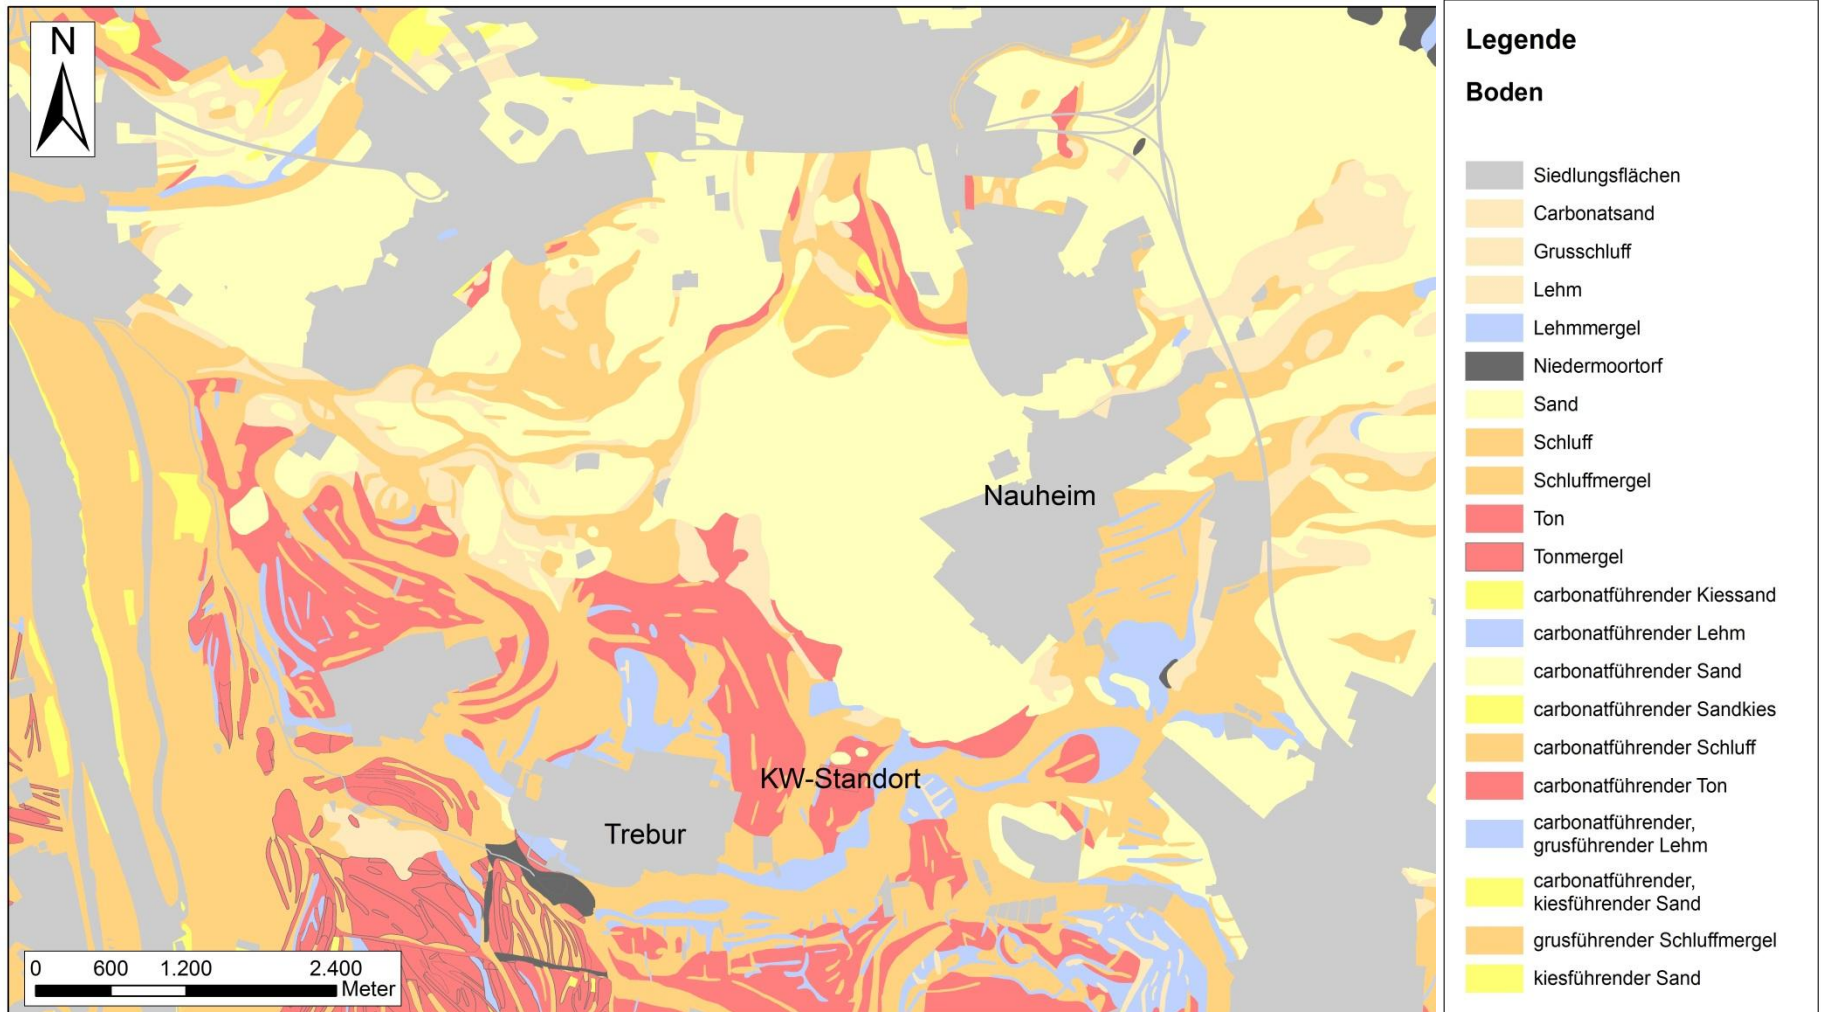 N
Nauheim
KW-Standort
Trebur
0 600 1.200 2.400
Meter
Legende
Boden
Siedlungsflächen
Carbonatsand
Grusschluff
Lehm
Lehmmergel
Niedermoortorf
Sand
Schluff
Schluffmergel
Ton
Tonmergel
carbonatführender Kiessand
carbonatführender Lehm
carbonatführender Sand
carbonatführender Sandkies
carbonatführender Schluff
carbonatführender Ton
carbonatführender,
grusführender Lehm
carbonatführender,
kiesführender Sand
grusführender Schluffmergel
kiesführender Sand